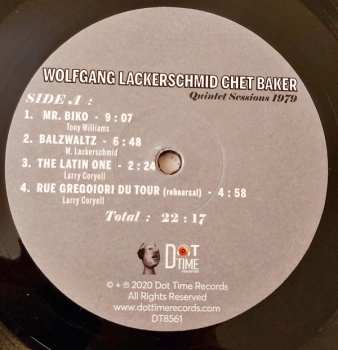 WOLFGANG LACKERSCHMID CHET BAKER
Quintet Sessions 1979
SIDE A :
1. MR. BIKO - 9 : 07
Tony Williams
2. BALZWALTZ - 6 : 48
W. Lackerschmid
3. THE LATIN ONE - 2 : 24
Larry Coryell
4. RUE GREGOIORI DU TOUR (rehearsal) - 4 : 58
Larry Coryell
Total : 22 : 17
DOT
TIME
RECORDS
© + ℗ 2020 Dot Time Records
All Rights Reserved
www.dottimerecords.com
DT8561